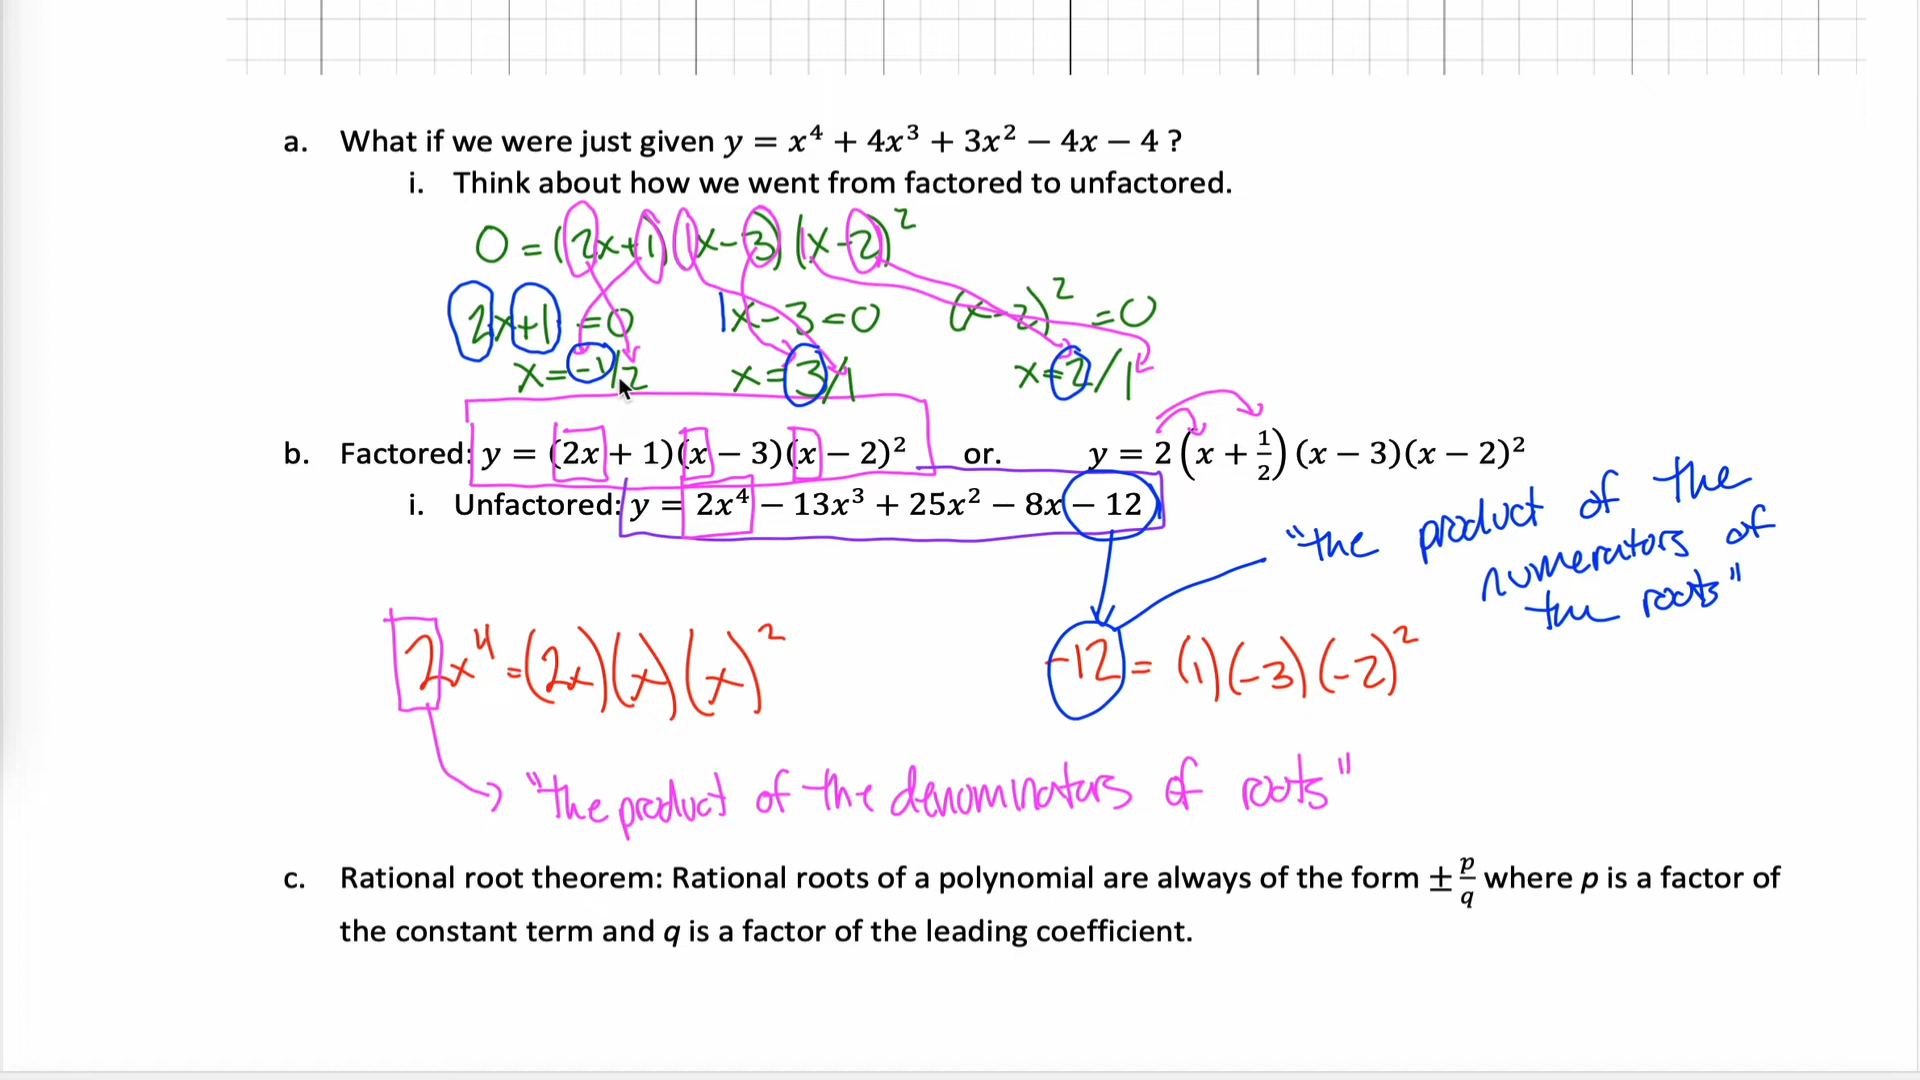 a. What if we were just given y = x⁴ + 4x³ + 3x² − 4x − 4 ?
i. Think about how we went from factored to unfactored.
0 = (2x+1)(1x-3)(x-2)²
2x+1=0 1x-3=0 (x-2)²=0
x=-1/2 x=3/1 x=2/1
b. Factored: y = (2x + 1)(x − 3)(x − 2)² or. y = 2(x + 1/2)(x − 3)(x − 2)²
i. Unfactored: y = 2x⁴ − 13x³ + 25x² − 8x − 12
"the product of the
numerators of
the roots"
2x⁴=(2x)(x)(x)² -12=(1)(-3)(-2)²
"the product of the denominators of roots"
c. Rational root theorem: Rational roots of a polynomial are always of the form ± p/q where p is a factor of
the constant term and q is a factor of the leading coefficient.